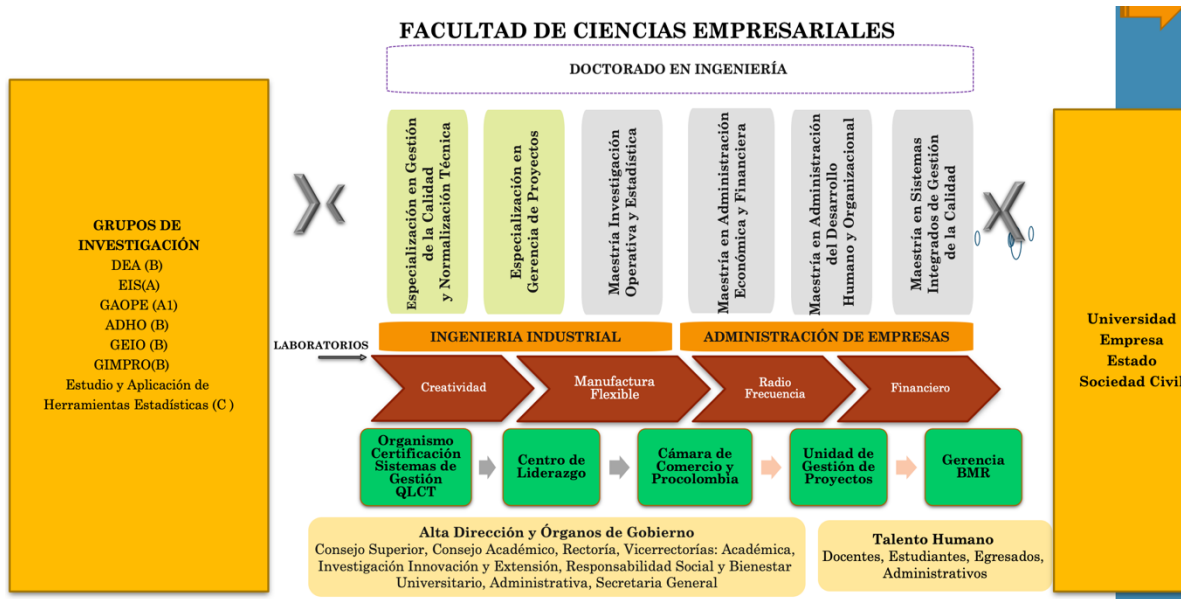 FACULTAD DE CIENCIAS EMPRESARIALES
DOCTORADO EN INGENIERÍA
GRUPOS DE
INVESTIGACIÓN
DEA (B)
EIS(A)
GAOPE (A1)
ADHO (B)
GEIO (B)
GIMPRO(B)
Estudio y Aplicación de
Herramientas Estadísticas (C )
Especialización en Gestión
de la Calidad
y Normalización Técnica
Especialización en
Gerencia de Proyectos
Maestría Investigación
Operativa y Estadística
Maestría en Administración
Económica y Financiera
Maestría en Administración
del Desarrollo
Humano y Organizacional
Maestría en Sistemas
Integrados de Gestión
de la Calidad
INGENIERIA INDUSTRIAL
ADMINISTRACIÓN DE EMPRESAS
LABORATORIOS
Creatividad
Manufactura
Flexible
Radio
Frecuencia
Financiero
Organismo
Certificación
Sistemas de
Gestión
QLCT
Centro de
Liderazgo
Cámara de
Comercio y
Procolombia
Unidad de
Gestión de
Proyectos
Gerencia
BMR
Alta Dirección y Órganos de Gobierno
Consejo Superior, Consejo Académico, Rectoría, Vicerrectorías: Académica,
Investigación Innovación y Extensión, Responsabilidad Social y Bienestar
Universitario, Administrativa, Secretaria General
Talento Humano
Docentes, Estudiantes, Egresados,
Administrativos
Universidad
Empresa
Estado
Sociedad Civil